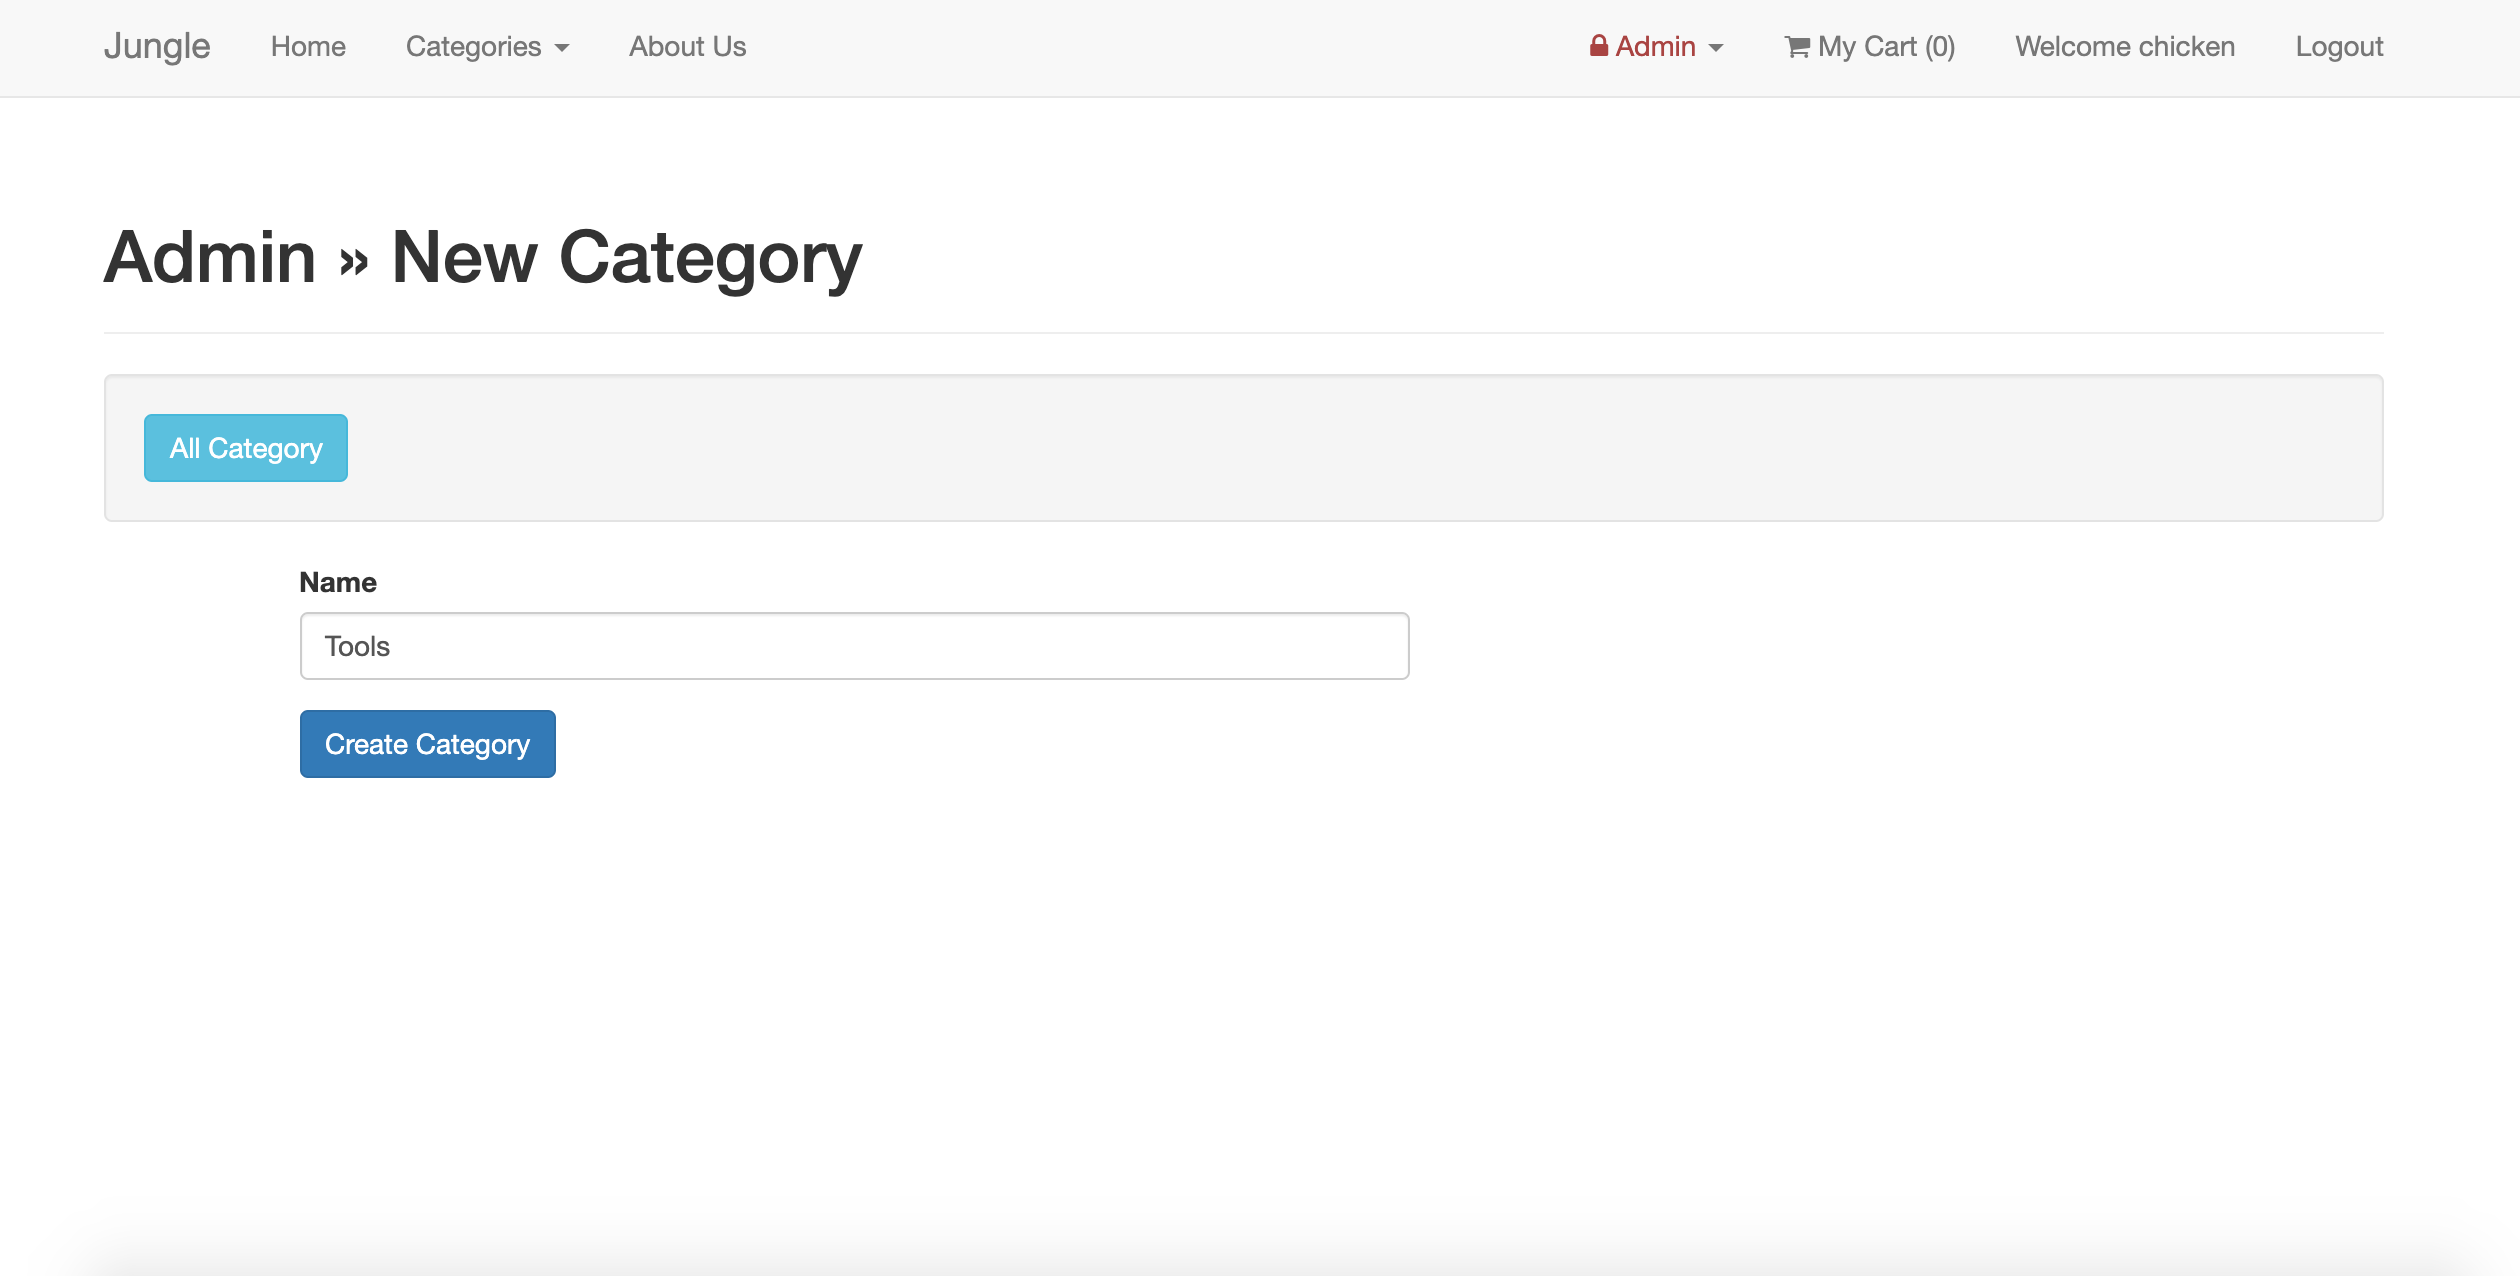 Jungle Home Categories About Us Admin My Cart (0) Welcome chicken Logout
Admin » New Category
All Category
Name
Tools
Create Category